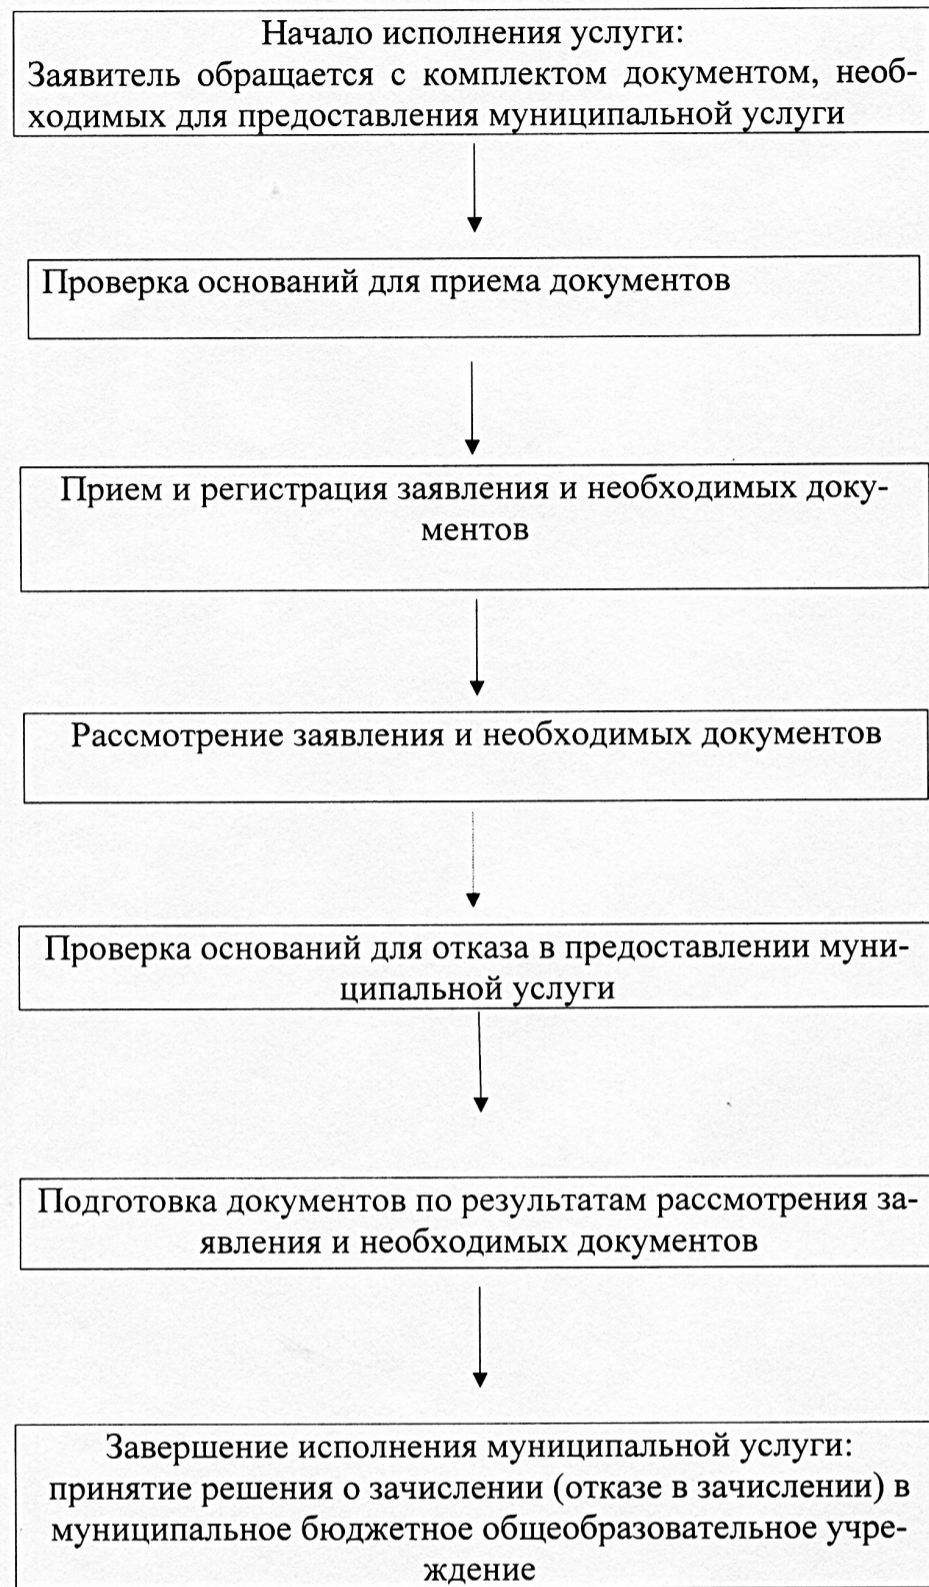 Начало исполнения услуги:
Заявитель обращается с комплектом документом, необ-
ходимых для предоставления муниципальной услуги
Проверка оснований для приема документов
Прием и регистрация заявления и необходимых доку-
ментов
Рассмотрение заявления и необходимых документов
Проверка оснований для отказа в предоставлении муни-
ципальной услуги
Подготовка документов по результатам рассмотрения за-
явления и необходимых документов
Завершение исполнения муниципальной услуги:
принятие решения о зачислении (отказе в зачислении) в
муниципальное бюджетное общеобразовательное учре-
ждение